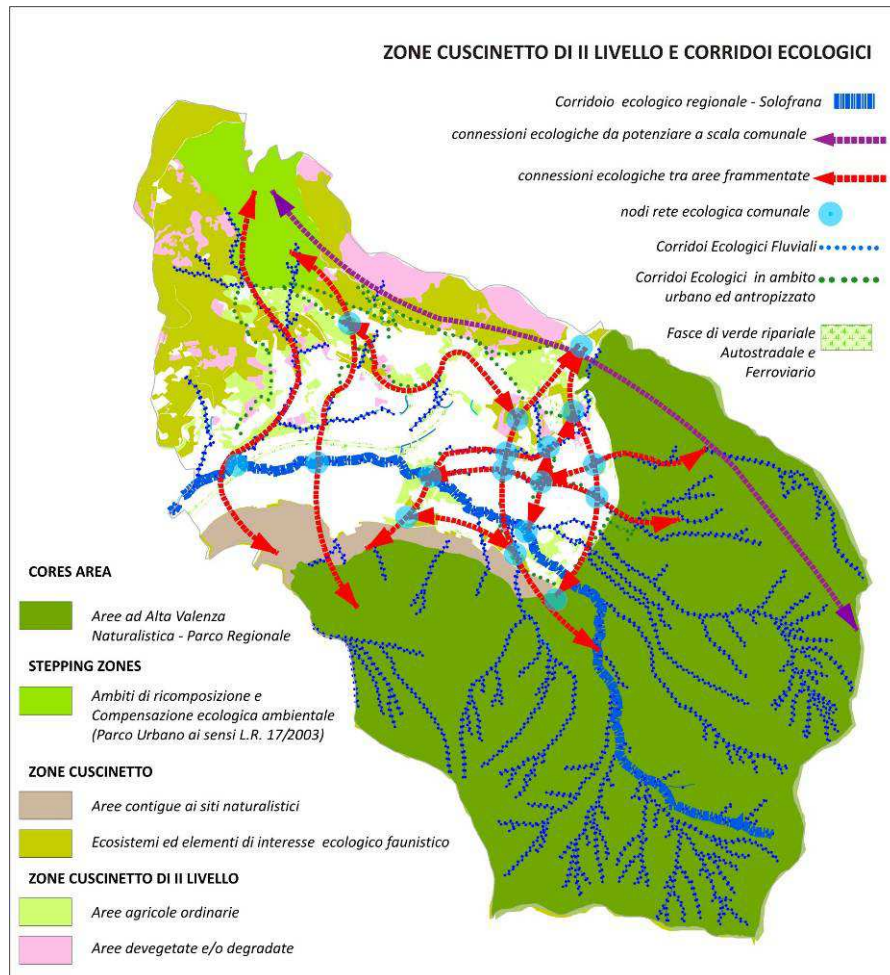 ZONE CUSCINETTO DI II LIVELLO E CORRIDOI ECOLOGICI
Corridoio ecologico regionale - Solofrana
connessioni ecologiche da potenziare a scala comunale
connessioni ecologiche tra aree frammentate
nodi rete ecologica comunale
Corridoi Ecologici Fluviali
Corridoi Ecologici in ambito
urbano ed antropizzato
Fasce di verde ripariale
Autostradale e
Ferroviario
CORES AREA
Aree ad Alta Valenza
Naturalistica - Parco Regionale
STEPPING ZONES
Ambiti di ricomposizione e
Compensazione ecologica ambientale
(Parco Urbano ai sensi L.R. 17/2003)
ZONE CUSCINETTO
Aree contigue ai siti naturalistici
Ecosistemi ed elementi di interesse ecologico faunistico
ZONE CUSCINETTO DI II LIVELLO
Aree agricole ordinarie
Aree devegetate e/o degradate